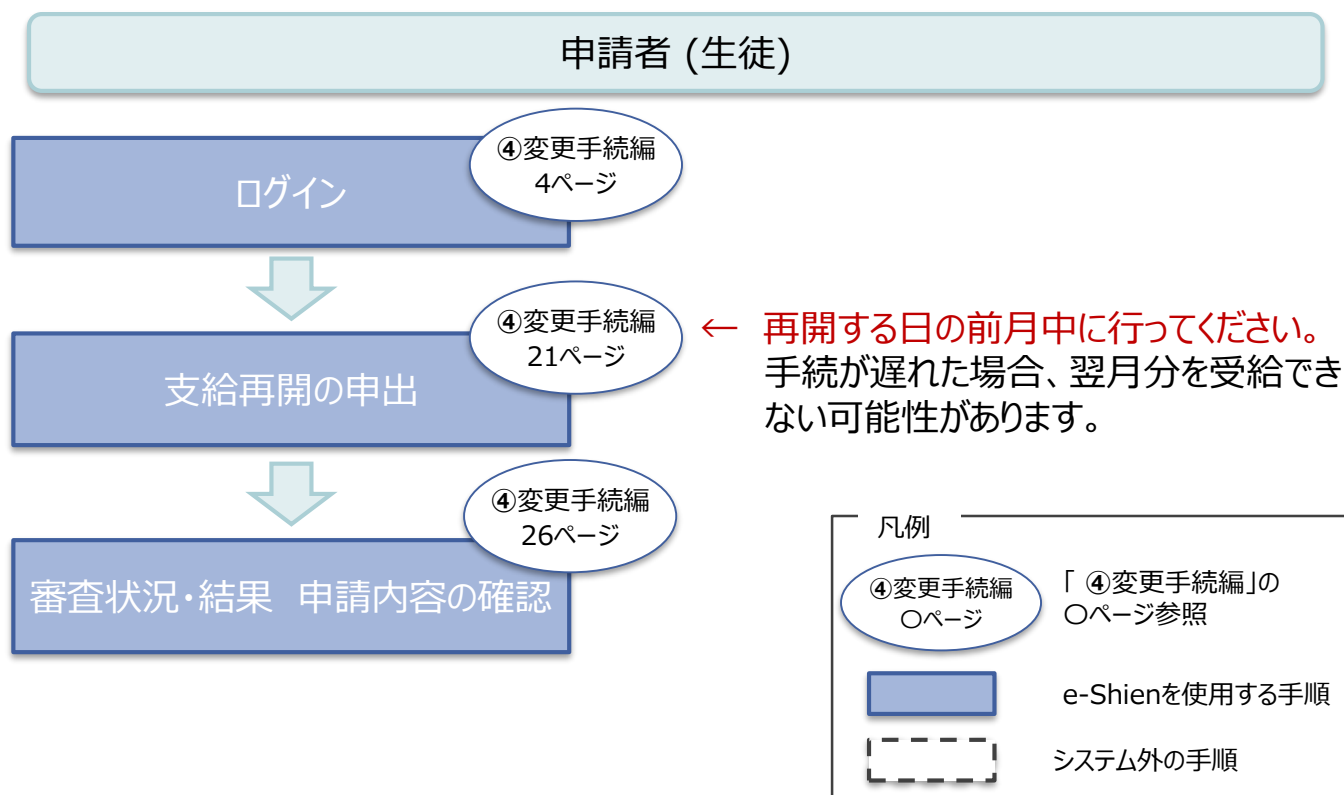 申請者 (生徒)
④変更手続編
4ページ
ログイン
④変更手続編
21ページ
← 再開する日の前月中に行ってください。
手続が遅れた場合、翌月分を受給でき
ない可能性があります。
支給再開の申出
④変更手続編
26ページ
審査状況・結果　申請内容の確認
凡例
④変更手続編
〇ページ
「 ④変更手続編」の
〇ページ参照
e-Shienを使用する手順
システム外の手順